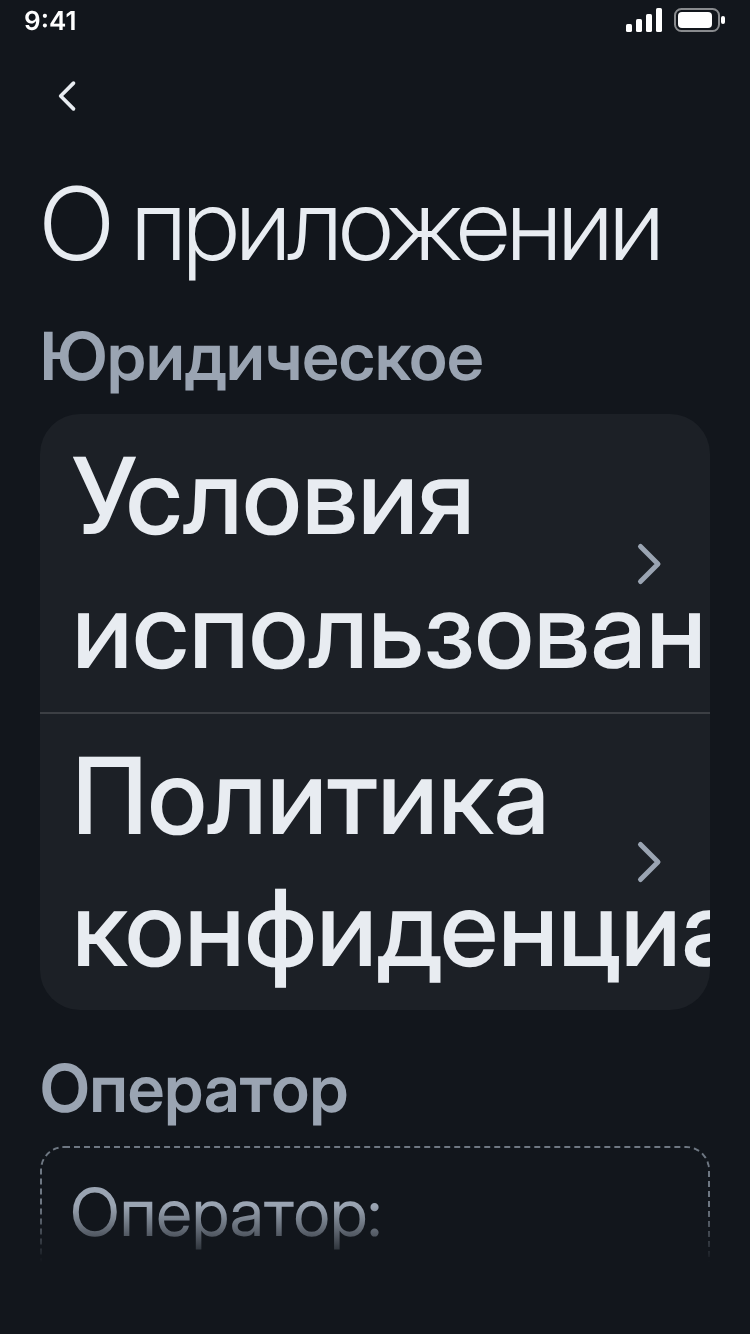 9:41
О приложении
Юридическое
Условия
использован
Политика
конфиденциа
Оператор
Оператор: